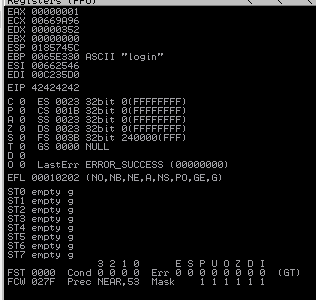 Registers (FPU)
EAX 00000001
ECX 00669A96
EDX 00000352
EBX 00000000
ESP 0185745C
EBP 0065E330 ASCII "login"
ESI 00662546
EDI 00C235D0
EIP 42424242
C 0 ES 0023 32bit 0(FFFFFFFF)
P 0 CS 001B 32bit 0(FFFFFFFF)
A 0 SS 0023 32bit 0(FFFFFFFF)
Z 0 DS 0023 32bit 0(FFFFFFFF)
S 0 FS 003B 32bit 240000(FFF)
T 0 GS 0000 NULL
D 0
O 0 LastErr ERROR_SUCCESS (00000000)
EFL 00010202 (NO,NB,NE,A,NS,PO,GE,G)
ST0 empty g
ST1 empty g
ST2 empty g
ST3 empty g
ST4 empty g
ST5 empty g
ST6 empty g
ST7 empty g
3 2 1 0 E S P U O Z D I
FST 0000 Cond 0 0 0 0 Err 0 0 0 0 0 0 0 0 (GT)
FCW 027F Prec NEAR,53 Mask 1 1 1 1 1 1